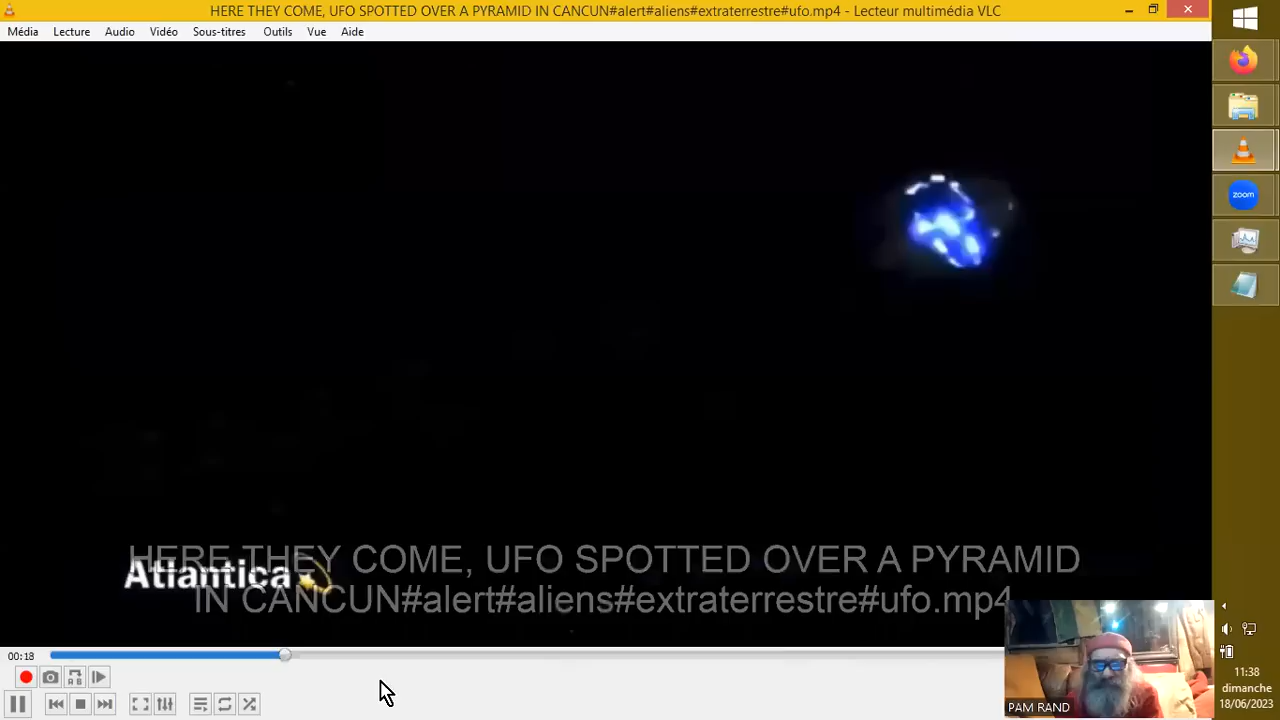 HERE THEY COME, UFO SPOTTED OVER A PYRAMID IN CANCUN#alert#aliens#extraterrestre#ufo.mp4 - Lecteur multimédia VLC
Média Lecture Audio Vidéo Sous-titres Outils Vue Aide
zoom
HERE THEY COME, UFO SPOTTED OVER A PYRAMID
Atlantica
IN CANCUN#alert#aliens#extraterrestre#ufo.mp4
00:18
A B
11:38
dimanche
18/06/2023
PAM RAND